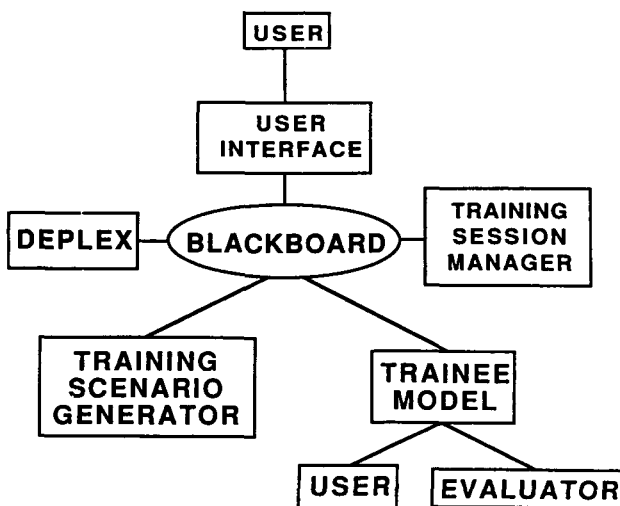 USER
USER
INTERFACE
DEPLEX
BLACKBOARD
TRAINING
SESSION
MANAGER
TRAINING
SCENARIO
GENERATOR
TRAINEE
MODEL
USER
EVALUATOR